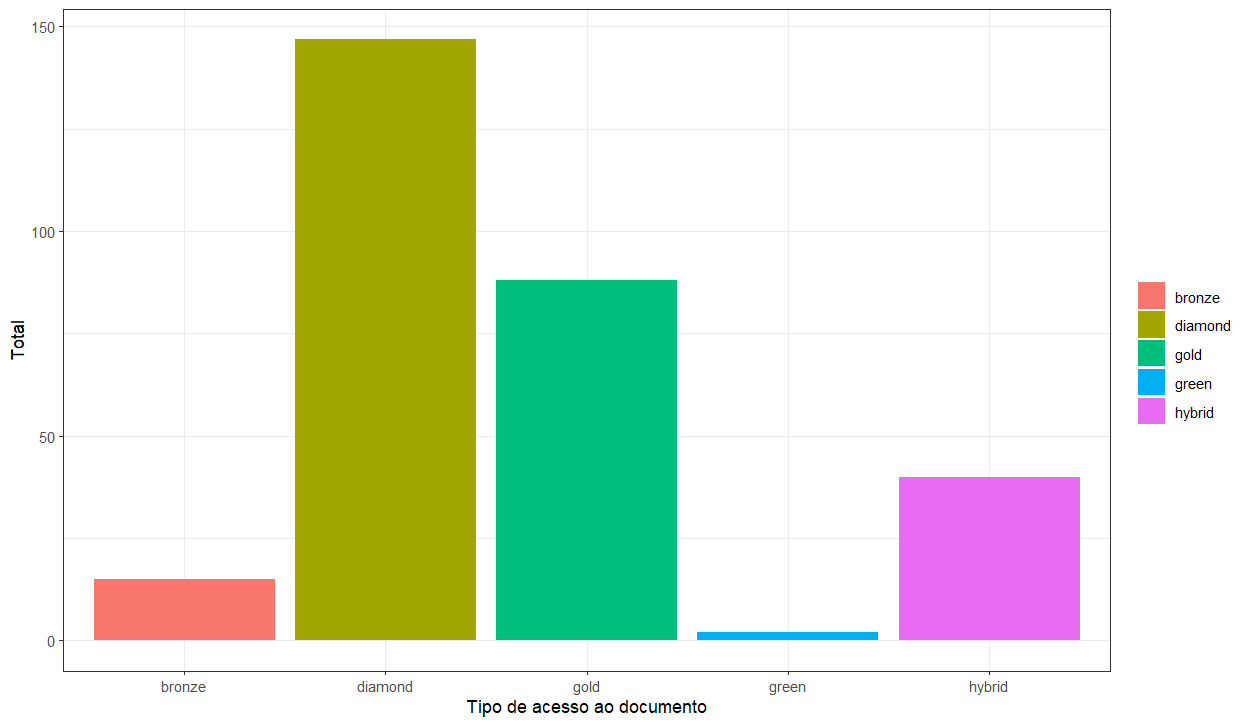 150
100
50
0
Total
bronze
diamond
gold
green
hybrid
Tipo de acesso ao documento
bronze
diamond
gold
green
hybrid